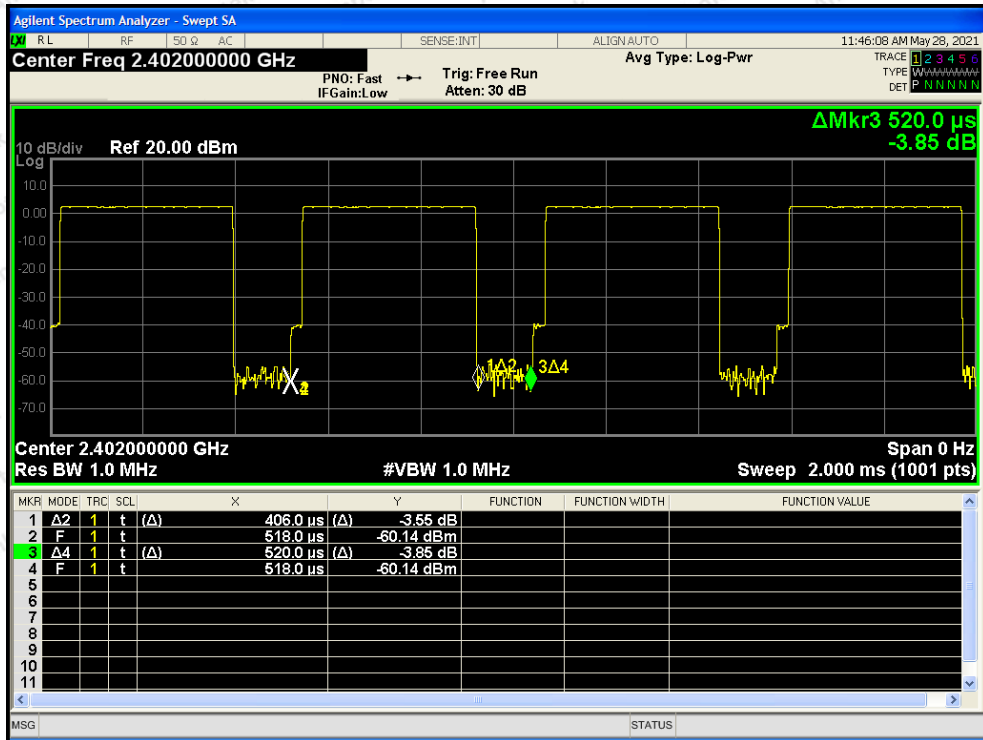 Agilent Spectrum Analyzer - Swept SA
LXI RL RF 50 Ω AC SENSE:INT ALIGN AUTO 11:46:08 AM May 28, 2021
Center Freq 2.402000000 GHz Avg Type: Log-Pwr TRACE 1 2 3 4 5 6
PNO: Fast Trig: Free Run TYPE WWWWWW
IFGain:Low Atten: 30 dB DET P N N N N N
ΔMkr3 520.0 µs
10 dB/div Ref 20.00 dBm -3.85 dB
Log
10.0
0.00
-10.0
-20.0
-30.0
-40.0
-50.0
1Δ2 3Δ4
-60.0
-70.0
Center 2.402000000 GHz Span 0 Hz
Res BW 1.0 MHz #VBW 1.0 MHz Sweep 2.000 ms (1001 pts)
MKR MODE TRC SCL X Y FUNCTION FUNCTION WIDTH FUNCTION VALUE
1 Δ2 1 t (Δ) 406.0 µs (Δ) -3.55 dB
2 F 1 t 518.0 µs -60.14 dBm
3 Δ4 1 t (Δ) 520.0 µs (Δ) -3.85 dB
4 F 1 t 518.0 µs -60.14 dBm
5
6
7
8
9
10
11
MSG STATUS